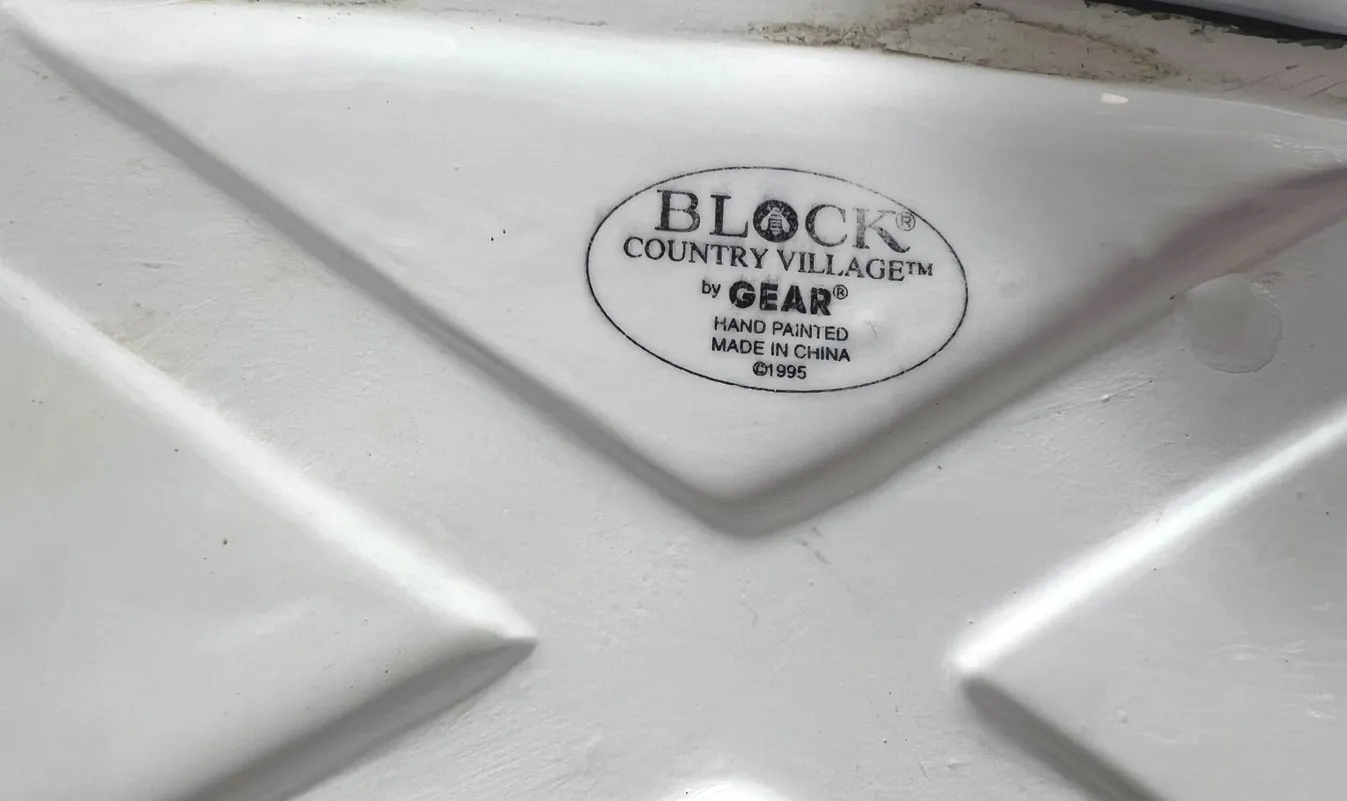 BLOCK®
COUNTRY VILLAGE™
by GEAR®
HAND PAINTED
MADE IN CHINA
©1995